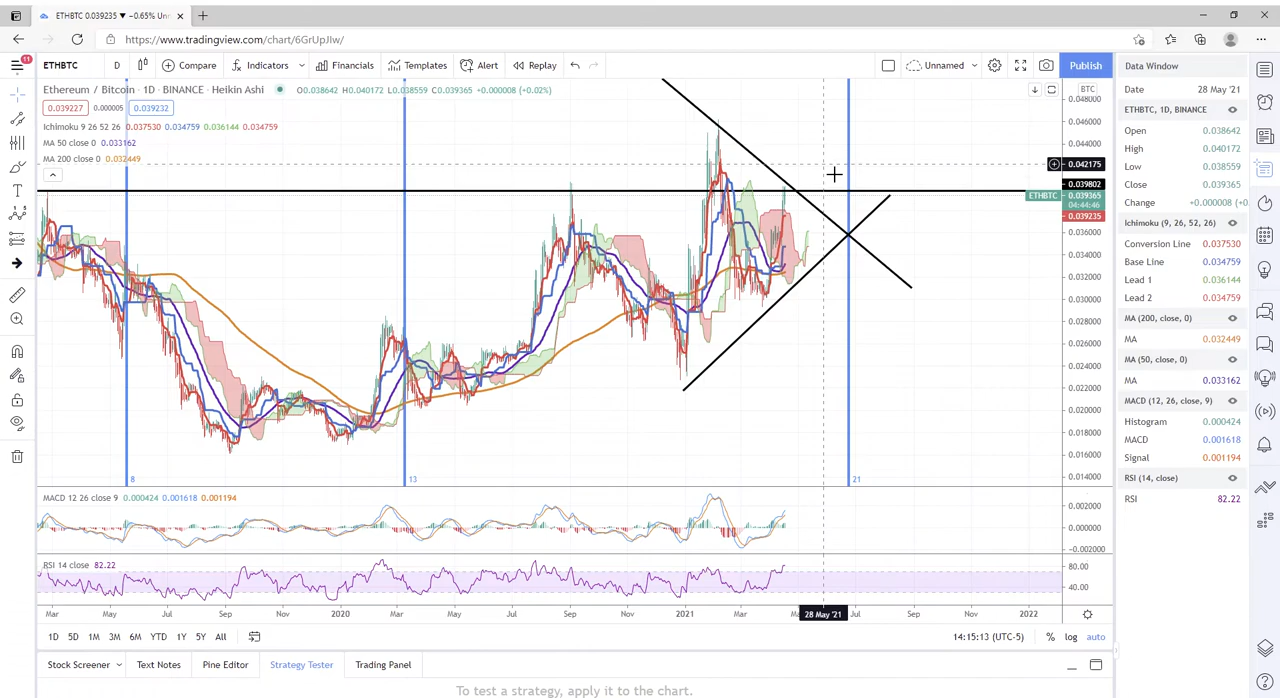 ETHBTC 0.039235 ▼ −0.65% Unn
https://www.tradingview.com/chart/6GrUpJIw/
11
ETHBTC D Compare Indicators Financials Templates Alert Replay Unnamed Publish
Ethereum / Bitcoin · 1D · BINANCE · Heikin Ashi O0.038642 H0.040172 L0.038559 C0.039365 +0.000008 (+0.02%)
0.039227 0.000005 0.039232
Ichimoku 9 26 52 26 0.037530 0.034759 0.036144 0.034759
MA 50 close 0 0.033162
MA 200 close 0 0.032449
BTC
0.048000
0.046000
0.044000
0.042175
0.039802
ETHBTC 0.039365
04:44:46
0.039235
0.036000
0.034000
0.032000
0.030000
0.028000
0.026000
0.024000
0.022000
0.020000
0.018000
0.016000
0.014000
8 13 21
MACD 12 26 close 9 0.000424 0.001618 0.001194
0.002000
0.000000
−0.002000
RSI 14 close 82.22
80.00
40.00
Mar May Jul Sep Nov 2020 Mar May Jul Sep Nov 2021 Mar 28 May '21 Jul Sep Nov 2022
1D 5D 1M 3M 6M YTD 1Y 5Y All 14:15:13 (UTC-5) % log auto
Stock Screener Text Notes Pine Editor Strategy Tester Trading Panel
To test a strategy, apply it to the chart.
Data Window
Date 28 May '21
ETHBTC, 1D, BINANCE
Open 0.038642
High 0.040172
Low 0.038559
Close 0.039365
Change +0.000008 (+0.
Ichimoku (9, 26, 52, 26)
Conversion Line 0.037530
Base Line 0.034759
Lead 1 0.036144
Lead 2 0.034759
MA (200, close, 0)
MA 0.032449
MA (50, close, 0)
MA 0.033162
MACD (12, 26, close, 9)
Histogram 0.000424
MACD 0.001618
Signal 0.001194
RSI (14, close)
RSI 82.22